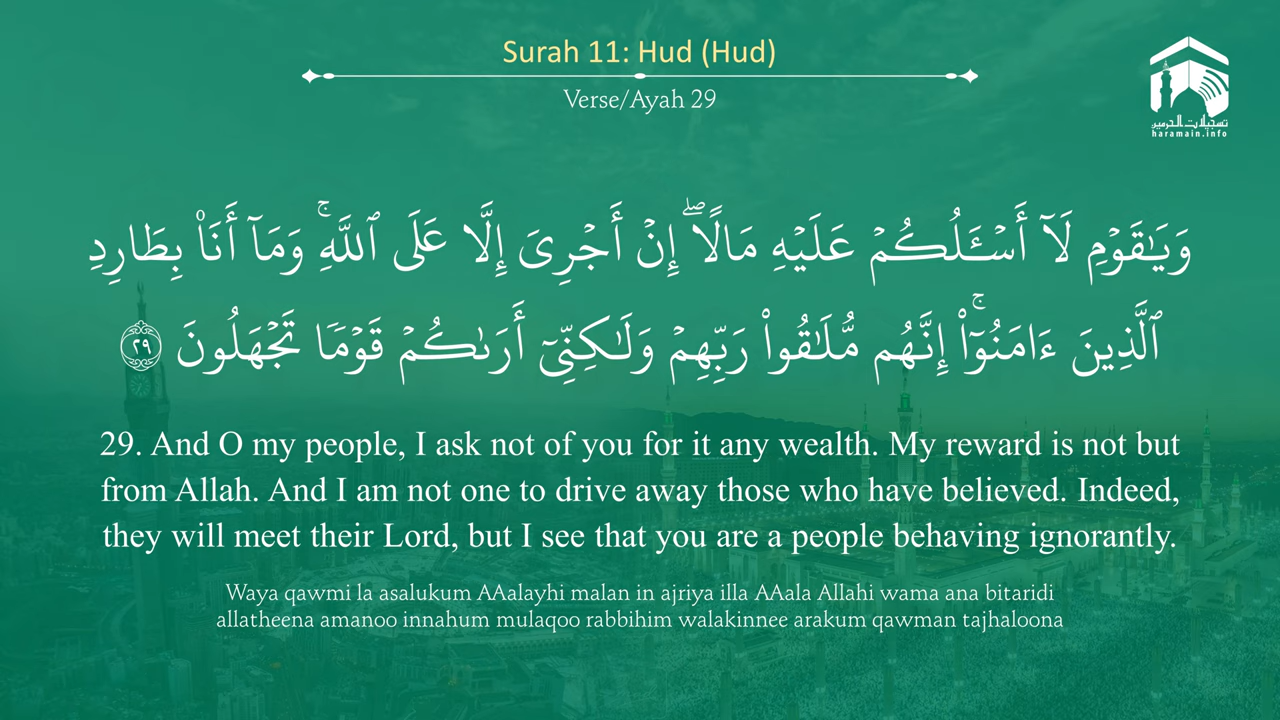 Surah 11: Hud (Hud)
Verse/Ayah 29
تسجيلات الحرمين
haramain.info
وَيَـٰقَوْمِ لَآ أَسْـَٔلُكُمْ عَلَيْهِ مَالًا ۖ إِنْ أَجْرِىَ إِلَّا عَلَى ٱللَّهِ ۚ وَمَآ أَنَا۠ بِطَارِدِ
ٱلَّذِينَ ءَامَنُوٓا۟ ۚ إِنَّهُم مُّلَـٰقُوا۟ رَبِّهِمْ وَلَـٰكِنِّىٓ أَرَىٰكُمْ قَوْمًا تَجْهَلُونَ ٢٩
29. And O my people, I ask not of you for it any wealth. My reward is not but
from Allah. And I am not one to drive away those who have believed. Indeed,
they will meet their Lord, but I see that you are a people behaving ignorantly.
Waya qawmi la asalukum AAalayhi malan in ajriya illa AAala Allahi wama ana bitaridi
allatheena amanoo innahum mulaqoo rabbihim walakinnee arakum qawman tajhaloona